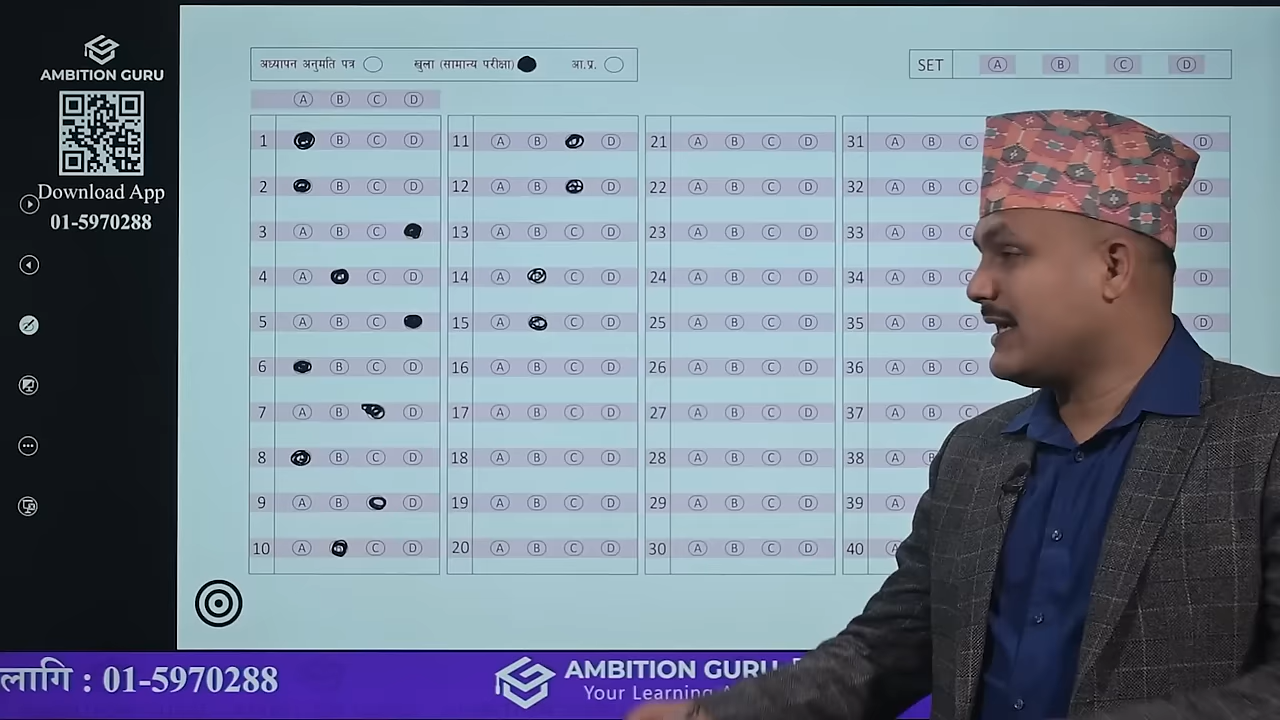 AMBITION GURU
Download App
01-5970288
अध्यापन अनुमति पत्र खुला (सामान्य परीक्षा) आ.प्र.
SET A B C D
A B C D
1 B C D
2 B C D
3 A B C
4 A C D
5 A B C
6 B C D
7 A B D
8 B C D
9 A B D
10 A C D
11 A B D
12 A B D
13 A B C D
14 A C D
15 A C D
16 A B C D
17 A B C D
18 A B C D
19 A B C D
20 A B C D
21 A B C D
22 A B C D
23 A B C D
24 A B C D
25 A B C D
26 A B C D
27 A B C D
28 A B C D
29 A B C D
30 A B C D
31 A B C D
32 A B C D
33 A B C D
34 A B C D
35 A B C D
36 A B C
37 A B C
38 A B
39 A
40 A
लागि : 01-5970288
AMBITION GURU
Your Learning